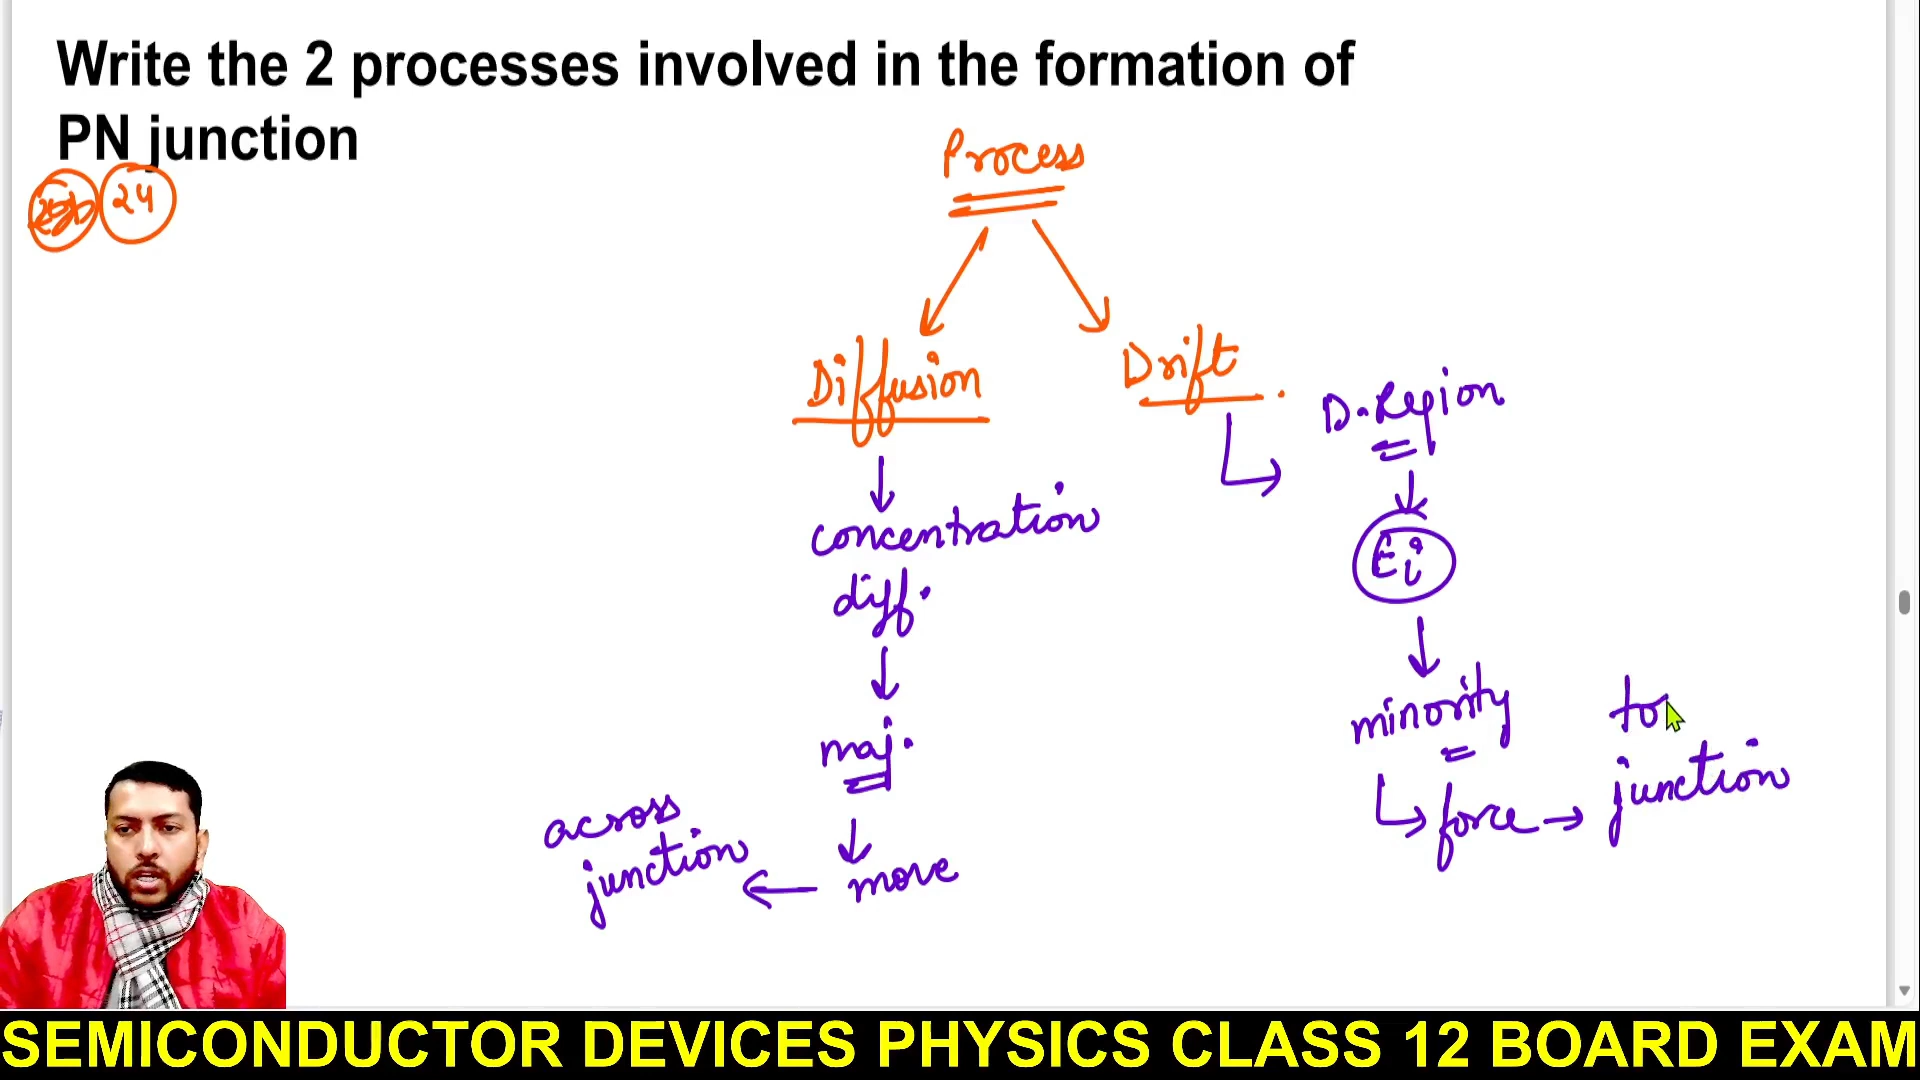 Write the 2 processes involved in the formation of
PN junction
24
Process
Diffusion
Drift
D. Region
concentration
diff.
Ei
maj.
minority
to
junction
force
across
junction
move
SEMICONDUCTOR DEVICES PHYSICS CLASS 12 BOARD EXAM